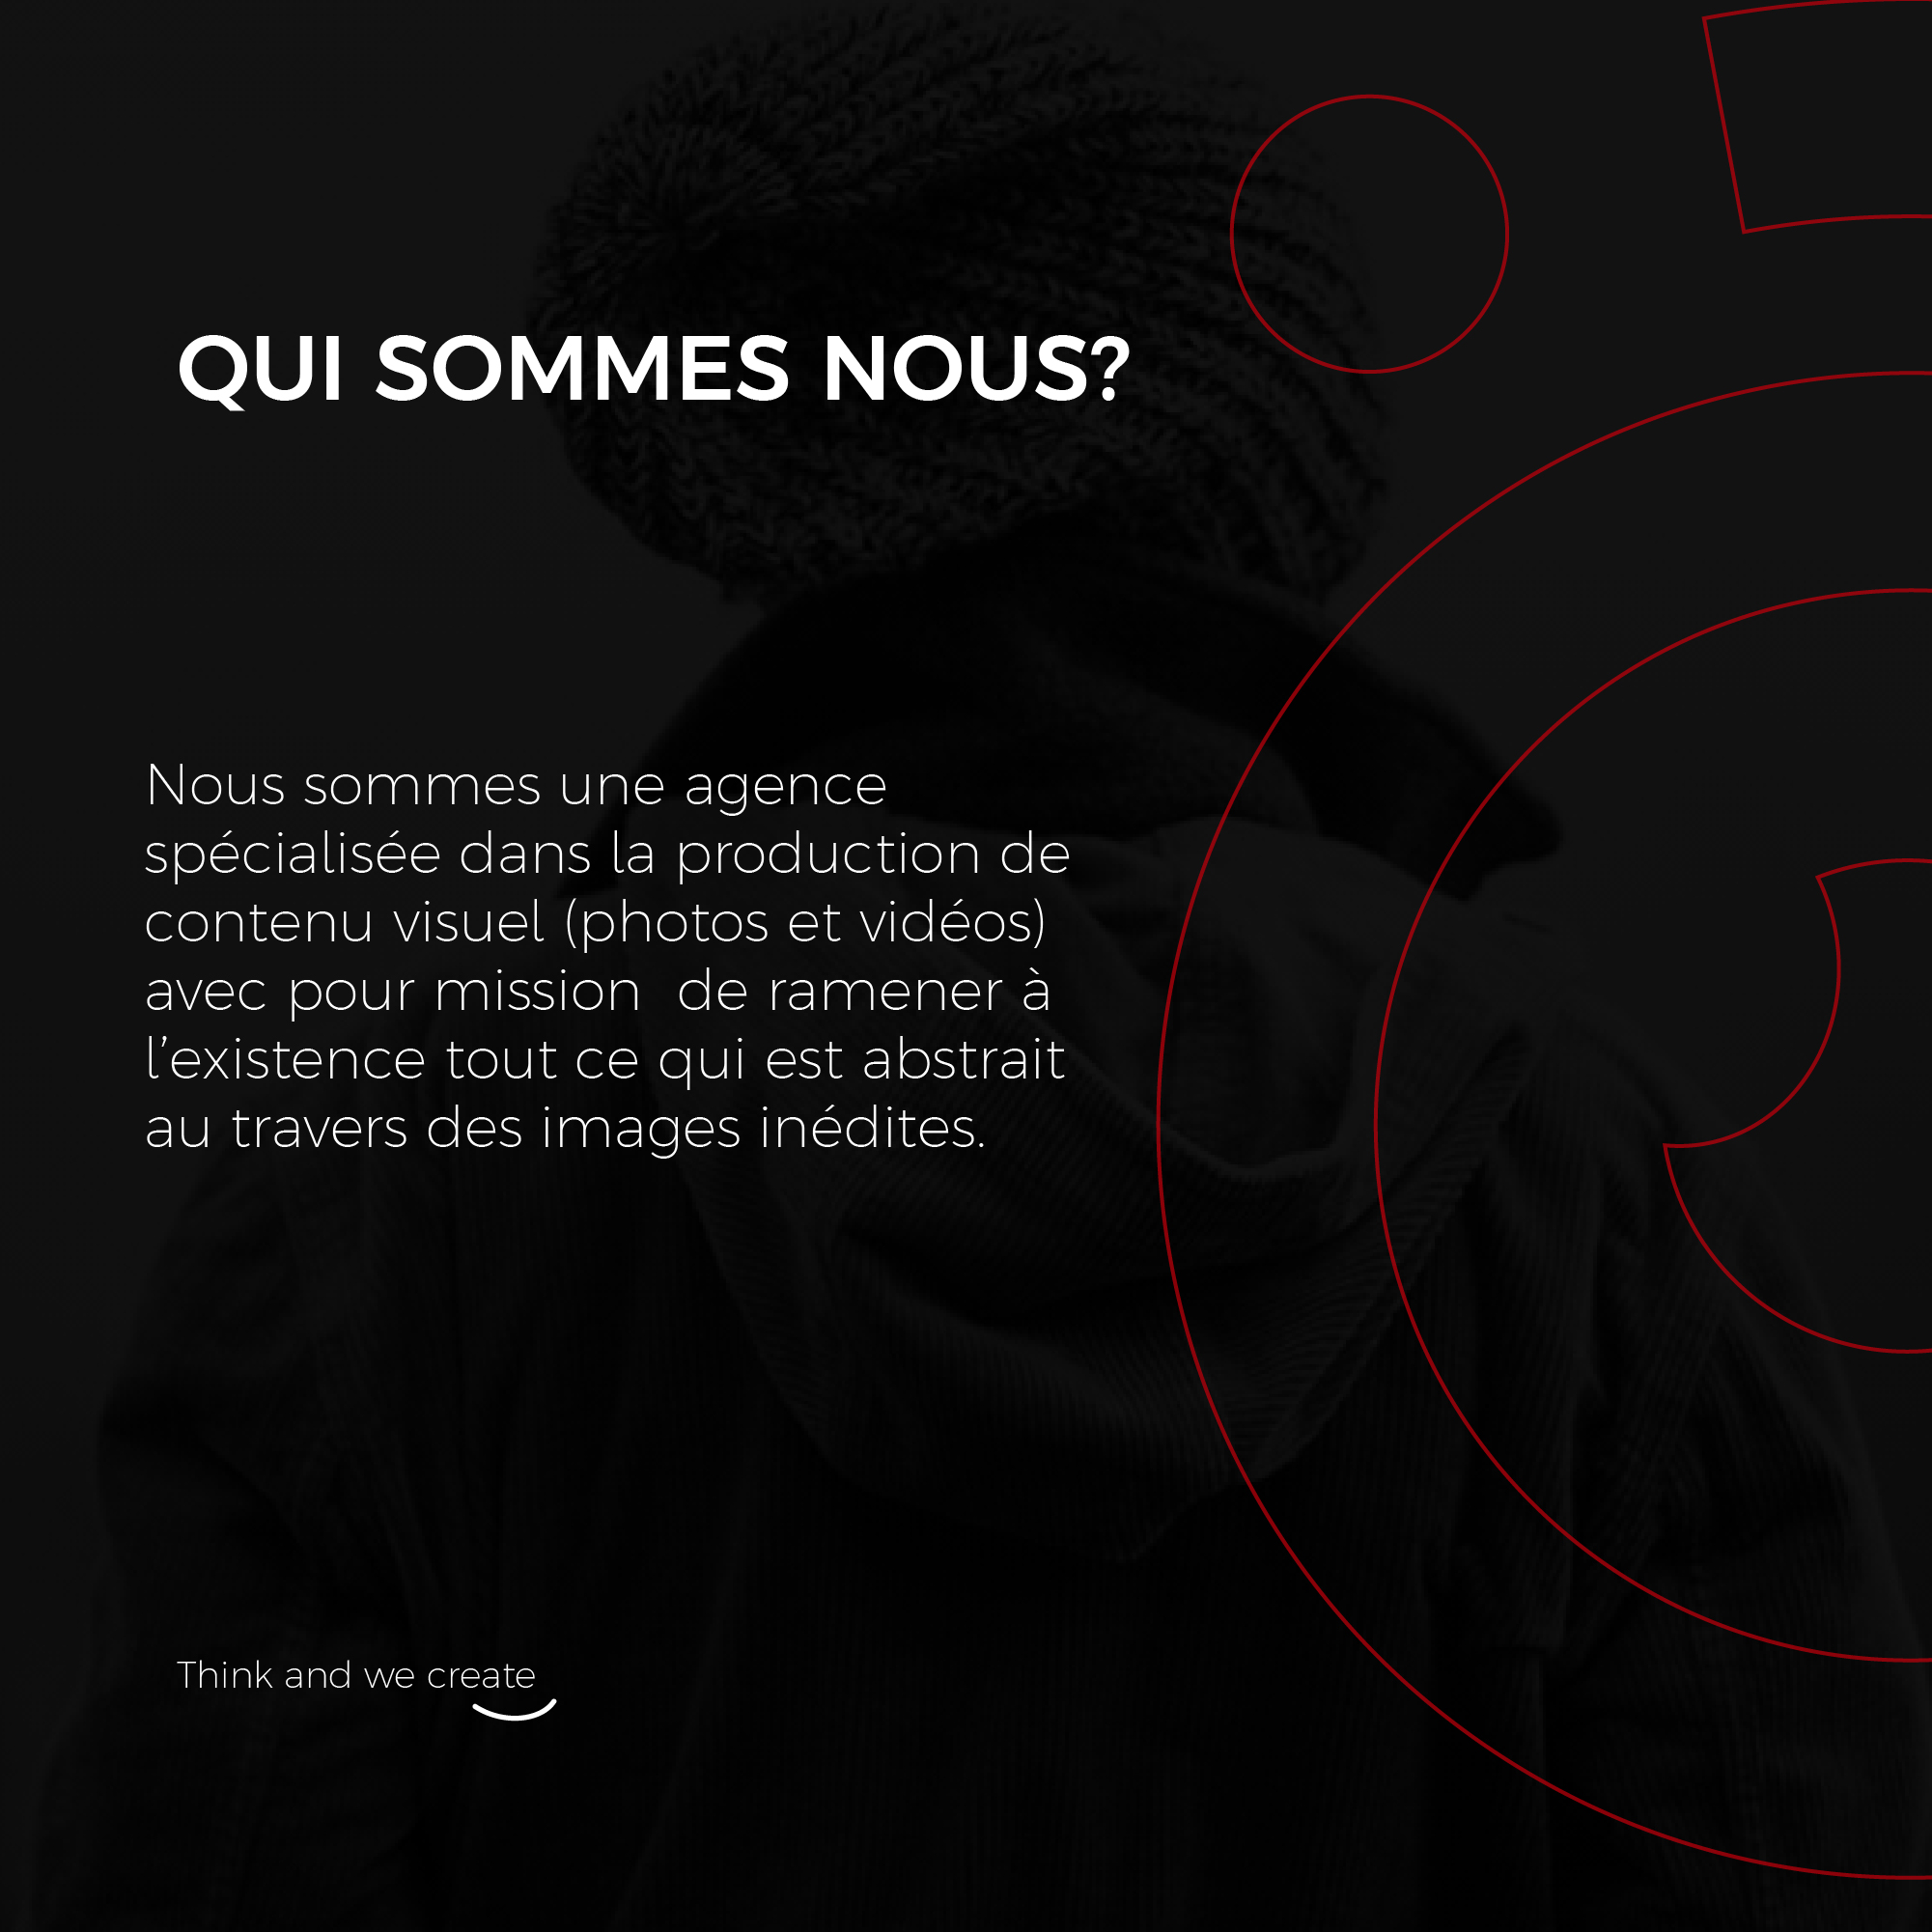 QUI SOMMES NOUS?
Nous sommes une agence
spécialisée dans la production de
contenu visuel (photos et vidéos)
avec pour mission  de ramener à
l’existence tout ce qui est abstrait
au travers des images inédites.
Think and we create